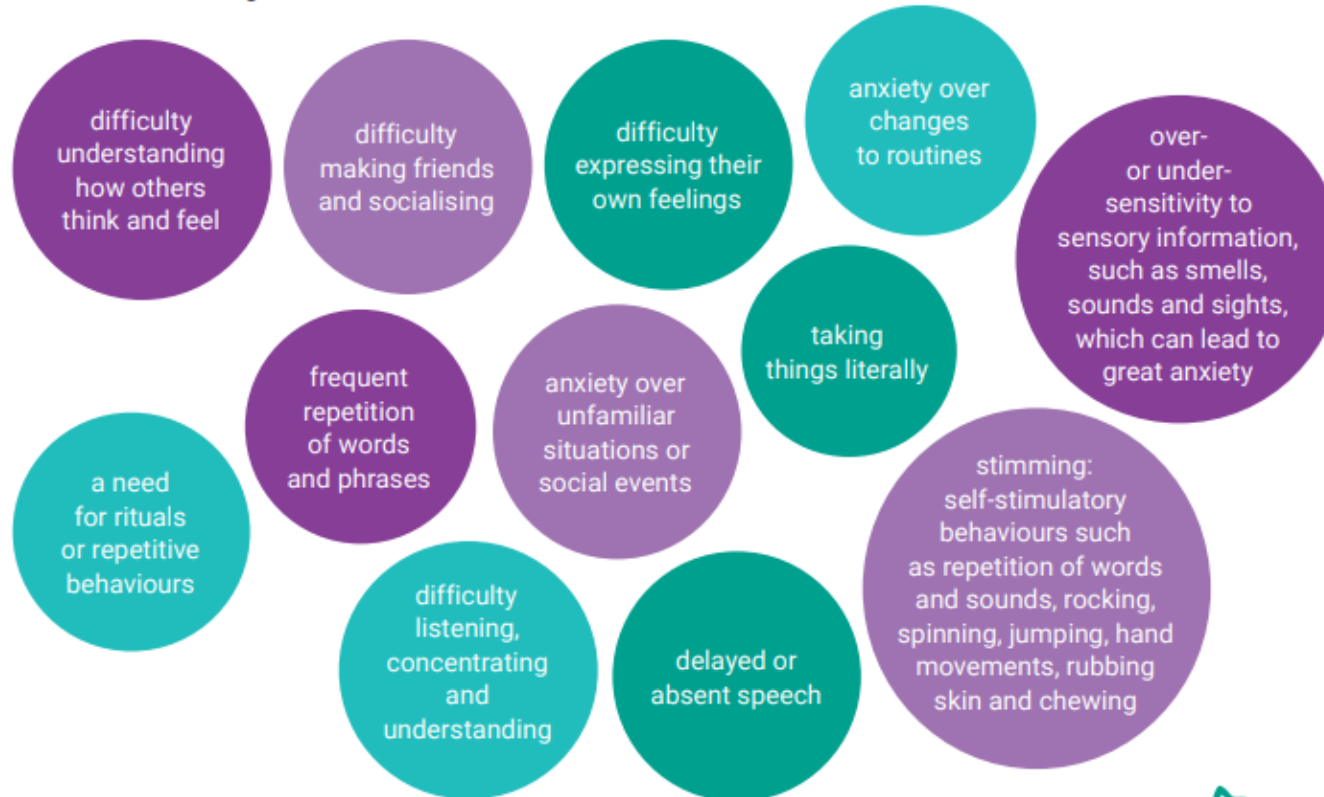 difficulty
understanding
how others
think and feel
difficulty
making friends
and socialising
difficulty
expressing their
own feelings
anxiety over
changes
to routines
over-
or under-
sensitivity to
sensory information,
such as smells,
sounds and sights,
which can lead to
great anxiety
frequent
repetition
of words
and phrases
anxiety over
unfamiliar
situations or
social events
taking
things literally
a need
for rituals
or repetitive
behaviours
difficulty
listening,
concentrating
and
understanding
delayed or
absent speech
stimming:
self-stimulatory
behaviours such
as repetition of words
and sounds, rocking,
spinning, jumping, hand
movements, rubbing
skin and chewing